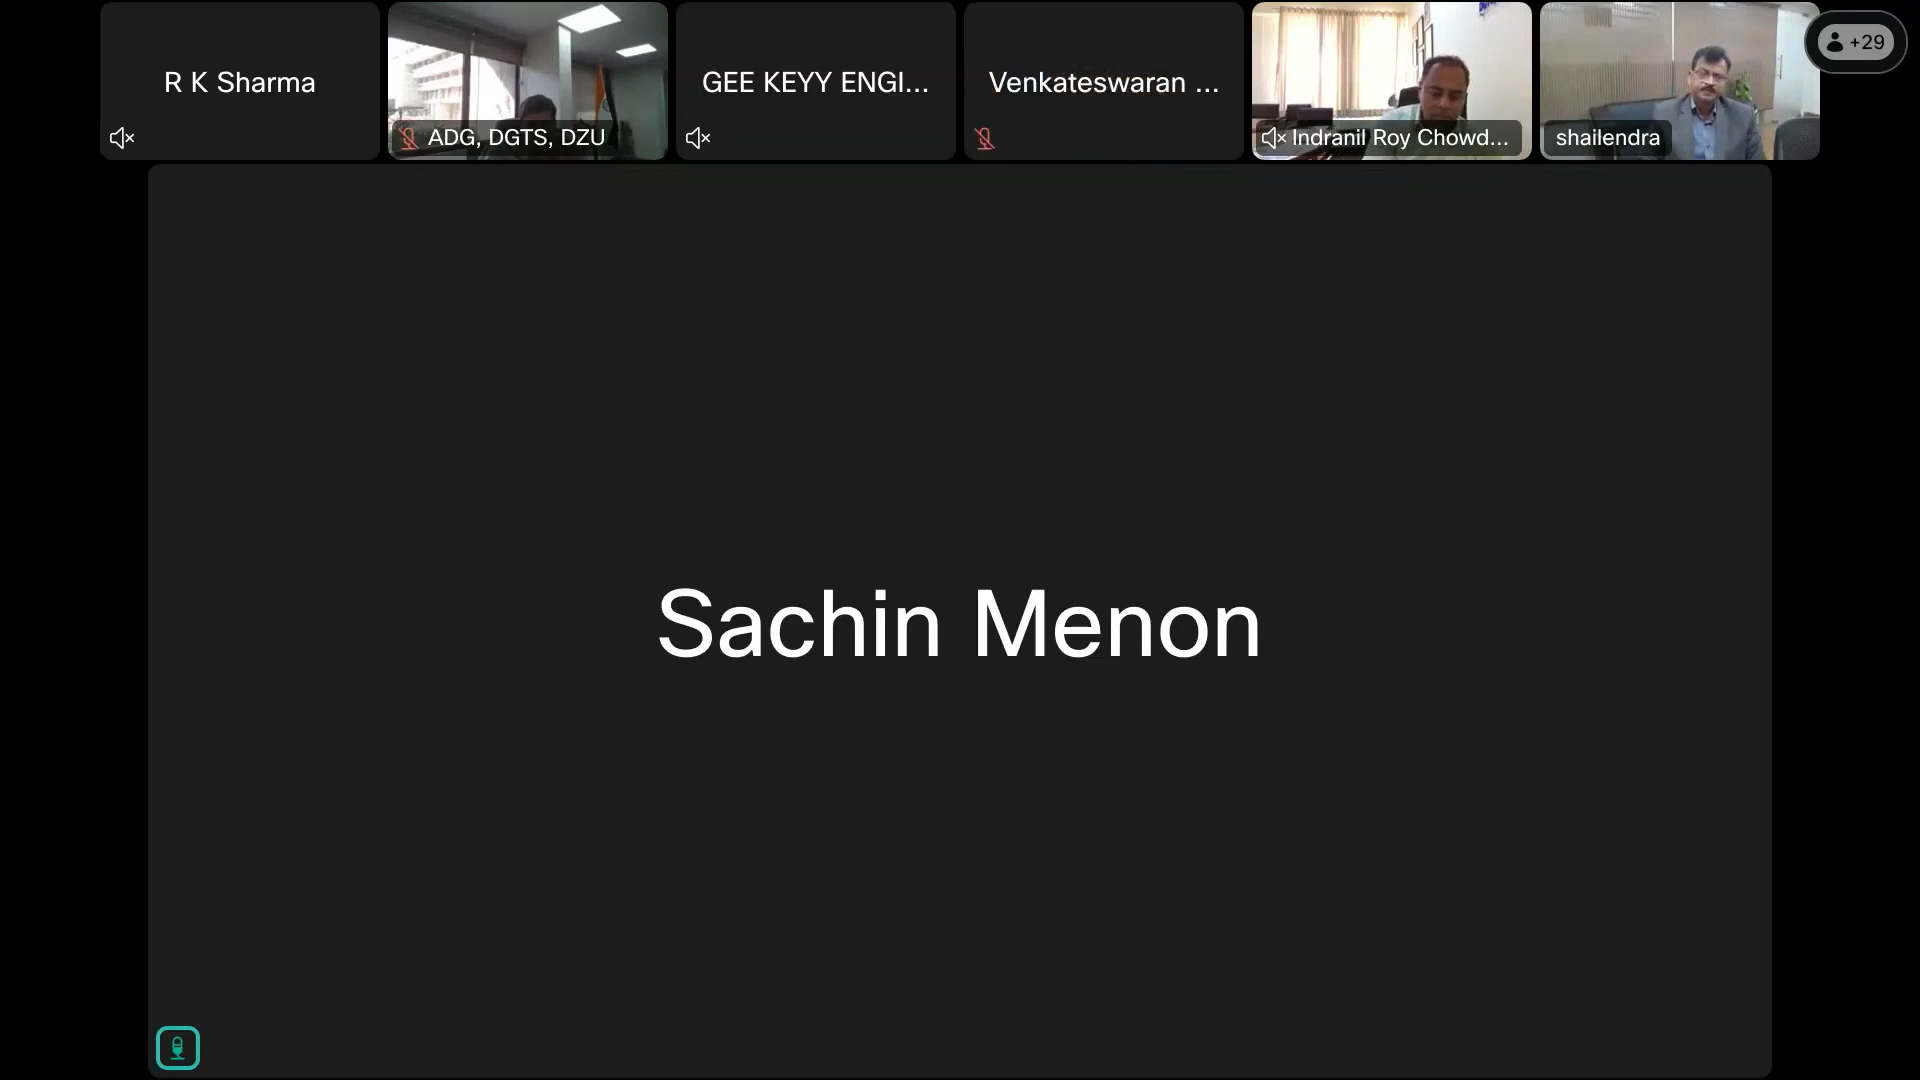 R K Sharma
ADG, DGTS, DZU
GEE KEYY ENGI...
Venkateswaran ...
Indranil Roy Chowd...
shailendra
+29
Sachin Menon